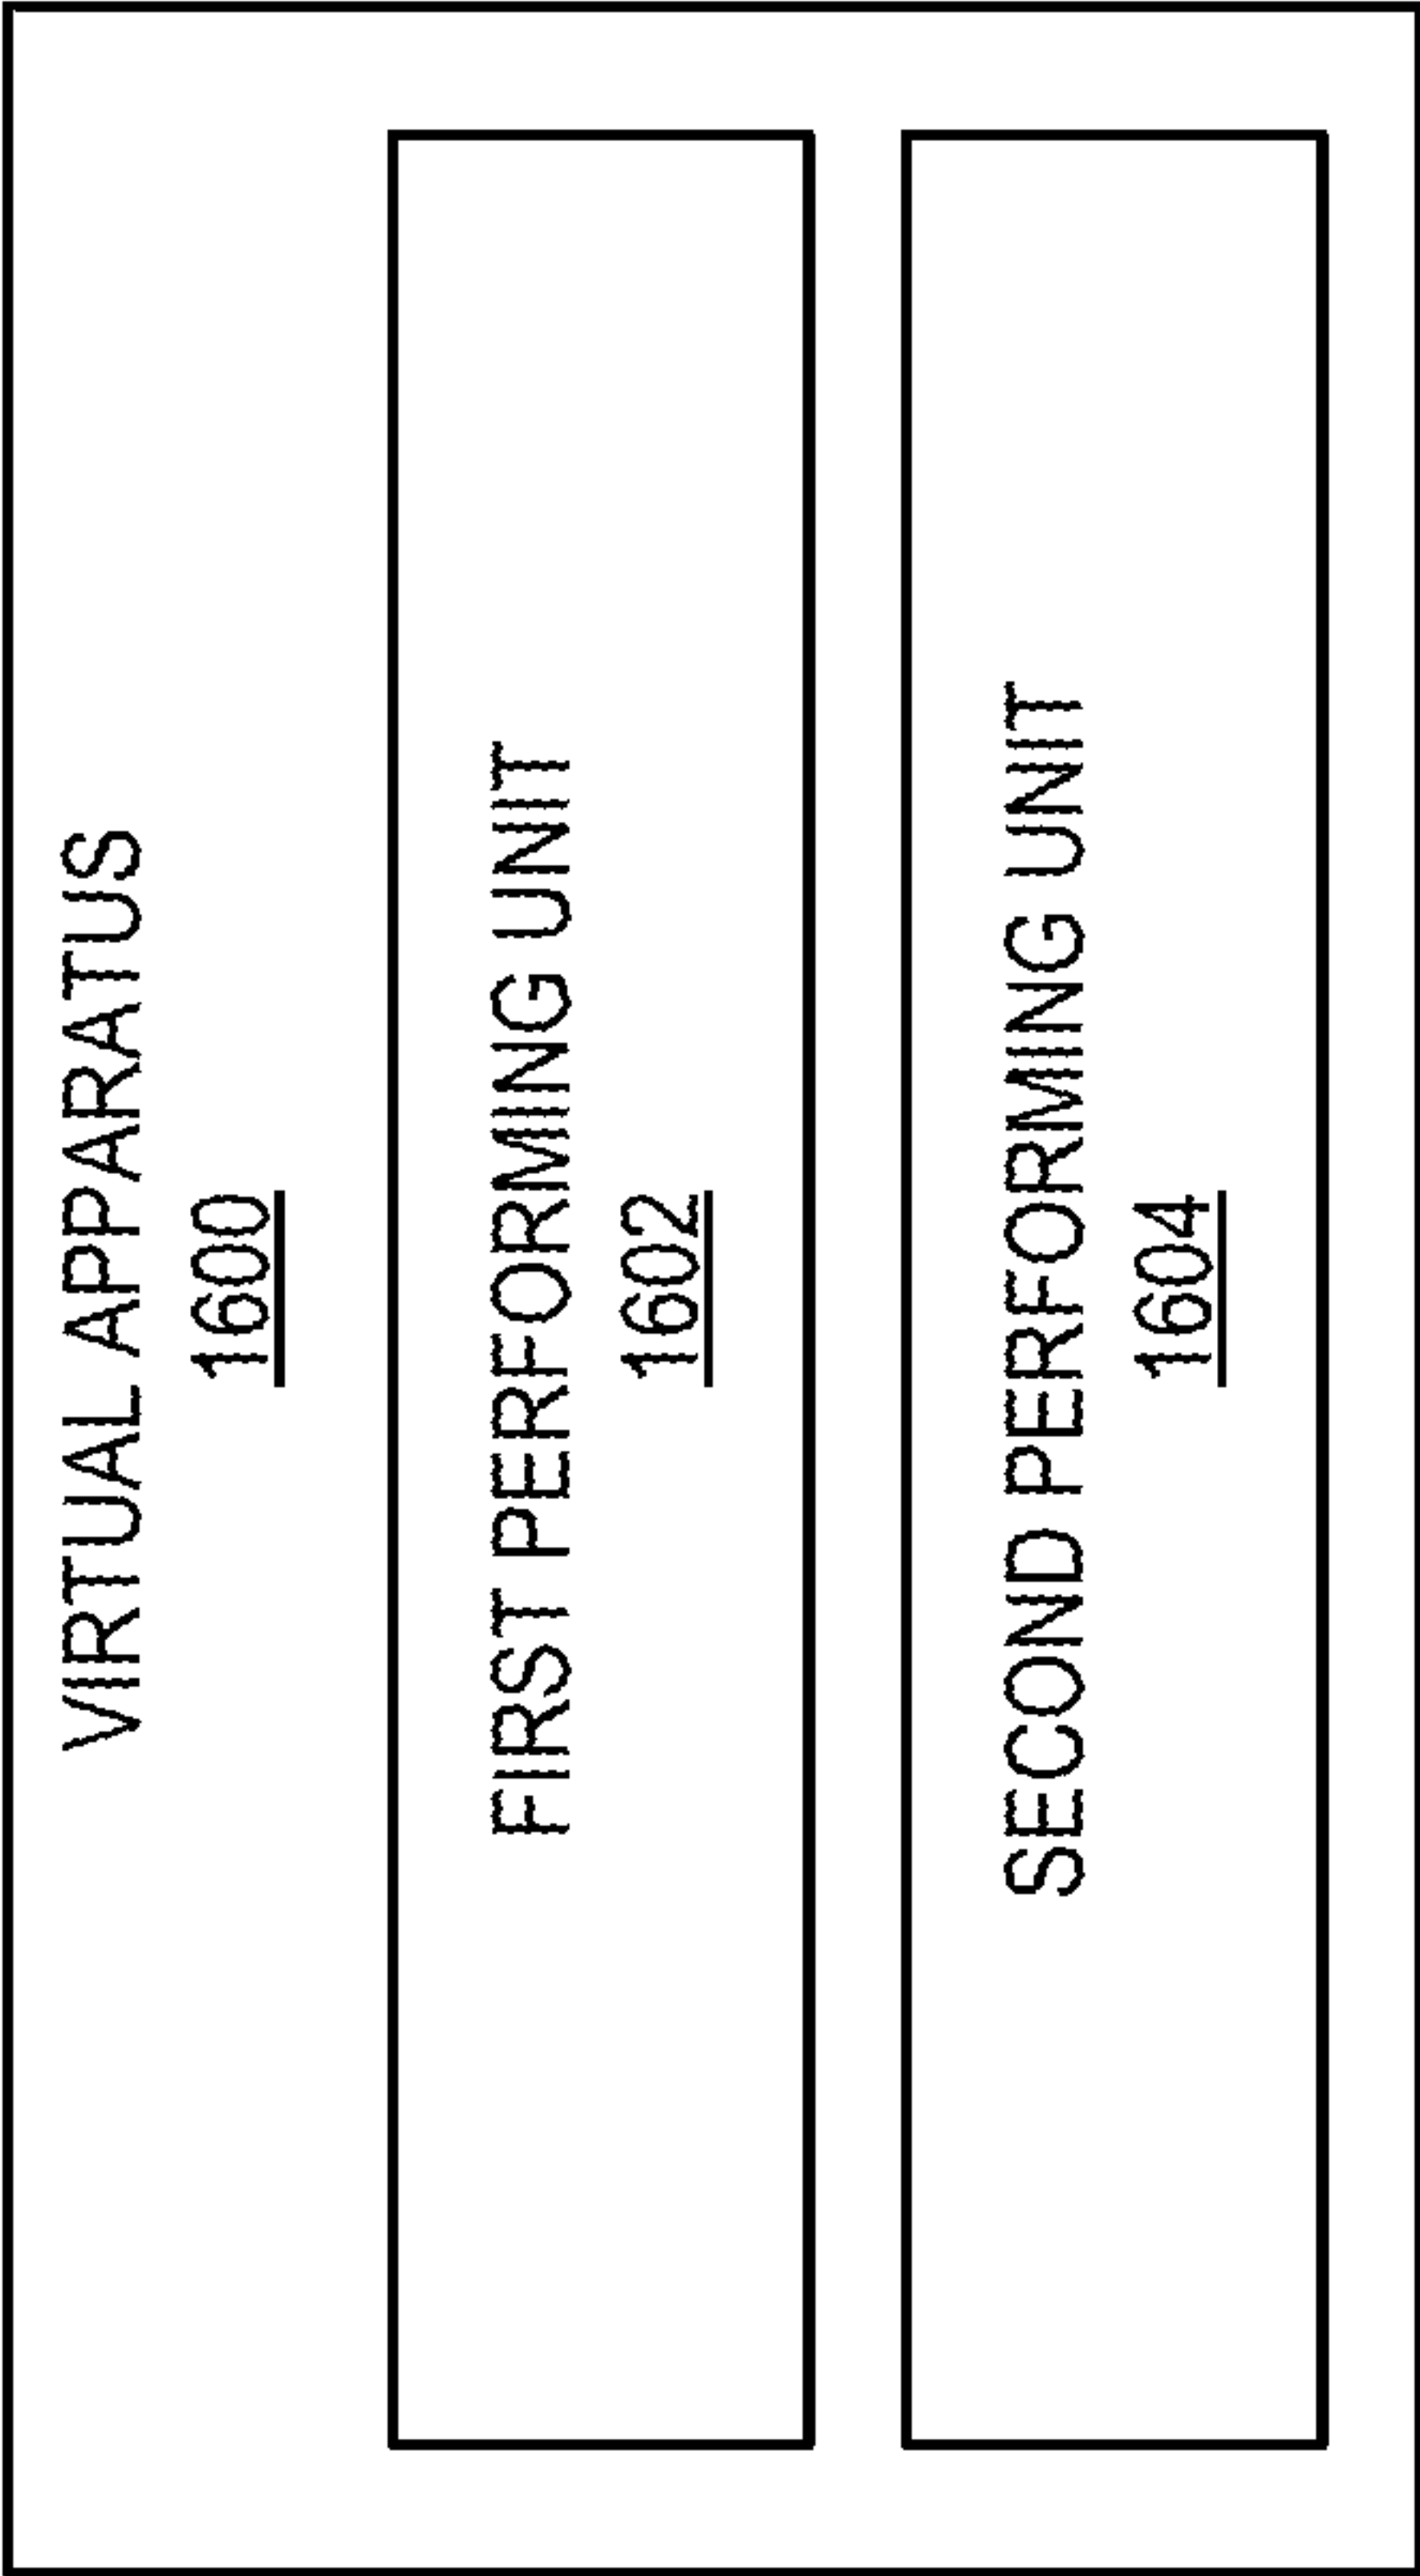 VIRTUAL APPARATUS
1600
FIRST PERFORMING UNIT
1602
SECOND PERFORMING UNIT
1604